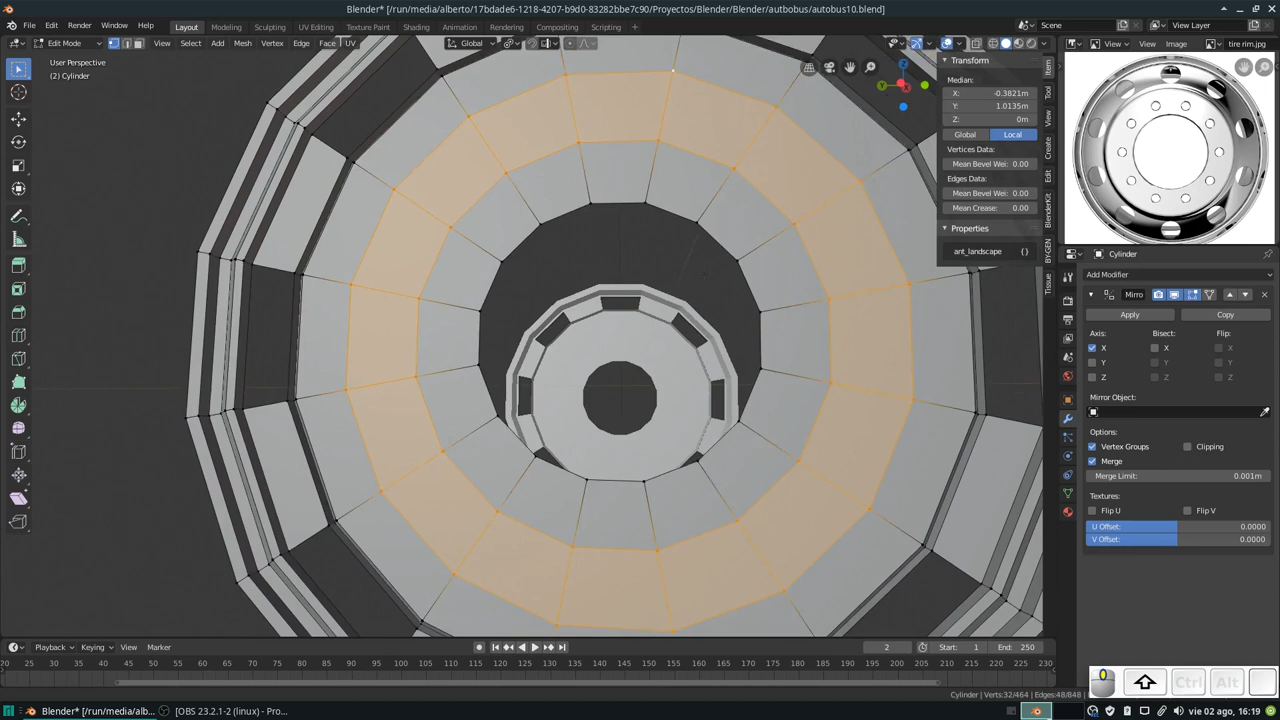 Blender* [/run/media/alberto/17bdade6-1218-4207-b9d0-83282bbe7c90/Proyectos/Blender/Blender/autbobus/autobus10.blend]
File Edit Render Window Help
Layout Modeling Sculpting UV Editing Texture Paint Shading Animation Rendering Compositing Scripting +
Scene View Layer
Edit Mode View Select Add Mesh Vertex Edge Face UV Global
View View Image tire rim.jpg
User Perspective
(2) Cylinder
Transform
Median:
X: -0.3821m
Y: 1.0135m
Z: 0m
Global Local
Vertices Data:
Mean Bevel Wei: 0.00
Edges Data:
Mean Bevel Wei: 0.00
Mean Crease: 0.00
Properties
ant_landscape {}
Item
Tool
View
Create
Edit
BlenderKit
BY-GEN
Tissue
Z
Y
Cylinder
Add Modifier
Mirro
Apply Copy
Axis: Bisect: Flip:
X X X
Y Y Y
Z Z Z
Mirror Object:
Options:
Vertex Groups Clipping
Merge
Merge Limit: 0.001m
Textures:
Flip U Flip V
U Offset: 0.0000
V Offset: 0.0000
Playback Keying View Marker 2 Start: 1 End: 250
20 25 30 35 40 45 50 55 60 65 70 75 80 85 90 95 100 105 110 115 120 125 130 135 140 145 150 155 160 165 170 175 180 185 190 195 200 205 210 215 220 225 230
Cylinder | Verts:32/464 | Edges:48/848 |
Ctrl Alt
Blender* [/run/media/alb... [OBS 23.2.1-2 (linux) - Pro... vie 02 ago, 16:19